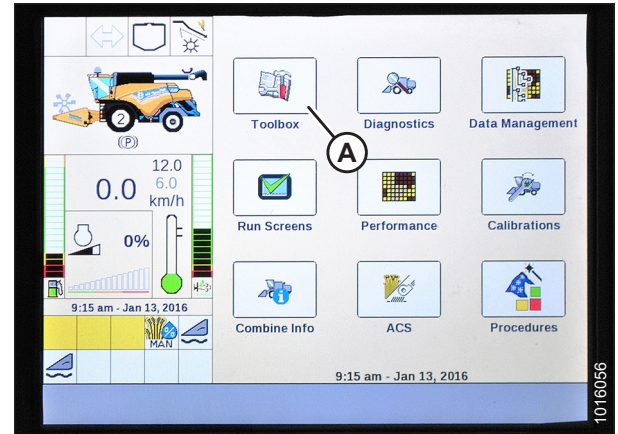 2
(P)
12.0
0.0
6.0
km/h
0%
9:15 am - Jan 13, 2016
MAN
Toolbox
Diagnostics
Data Management
A
Run Screens
Performance
Calibrations
Combine Info
ACS
Procedures
9:15 am - Jan 13, 2016
1016056